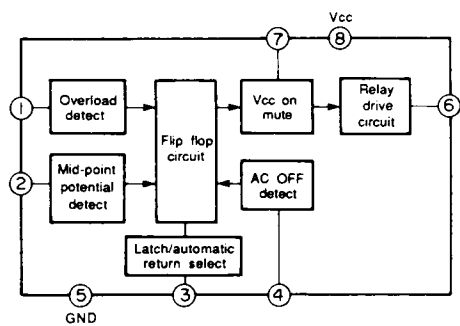 Vcc
7
8
1
Overload
detect
Flip flop
circuit
Vcc on
mute
Relay
drive
circuit
6
2
Mid-point
potential
detect
AC OFF
detect
Latch/automatic
return select
5
3
4
GND